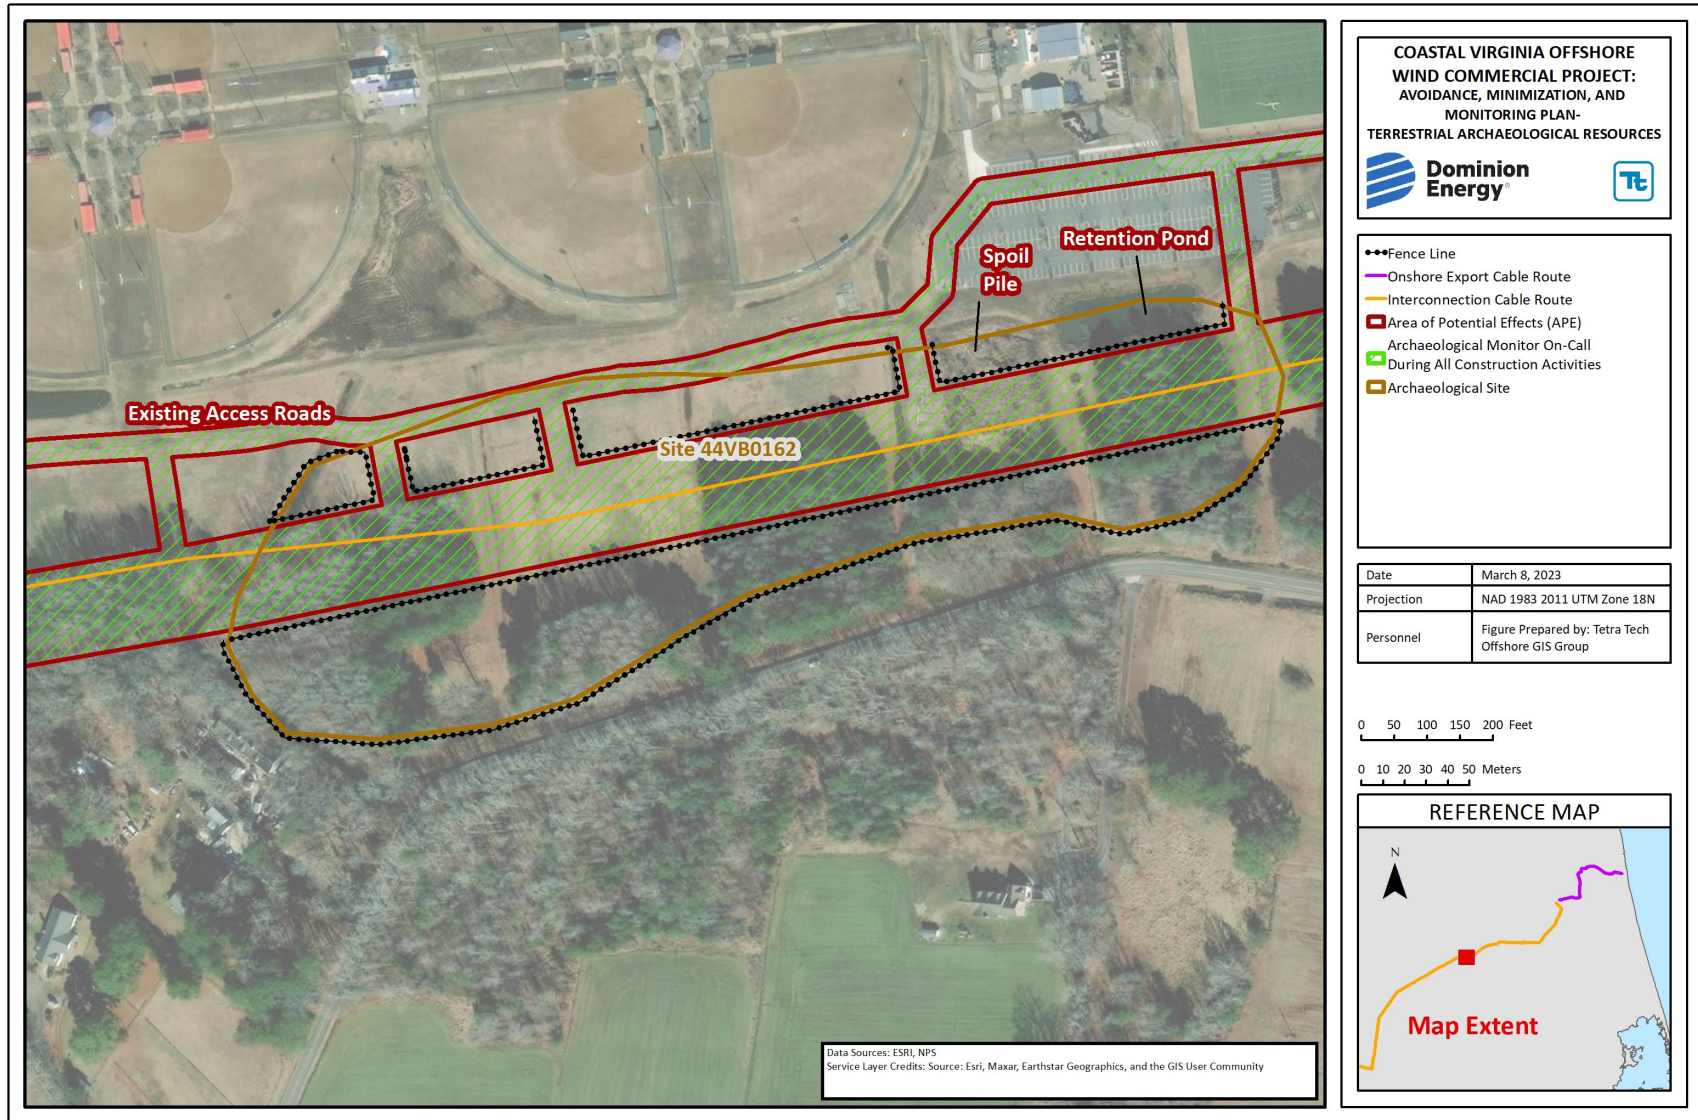 Existing Access Roads
Site 44VB0162
Spoil
Pile
Retention Pond
Data Sources: ESRI, NPS
Service Layer Credits: Source: Esri, Maxar, Earthstar Geographics, and the GIS User Community
COASTAL VIRGINIA OFFSHORE
WIND COMMERCIAL PROJECT:
AVOIDANCE, MINIMIZATION, AND
MONITORING PLAN-
TERRESTRIAL ARCHAEOLOGICAL RESOURCES
Dominion
Energy®
Tt
Fence Line
Onshore Export Cable Route
Interconnection Cable Route
Area of Potential Effects (APE)
Archaeological Monitor On-Call
During All Construction Activities
Archaeological Site
Date March 8, 2023
Projection NAD 1983 2011 UTM Zone 18N
Personnel Figure Prepared by: Tetra Tech
Offshore GIS Group
0 50 100 150 200 Feet
0 10 20 30 40 50 Meters
REFERENCE MAP
N
Map Extent